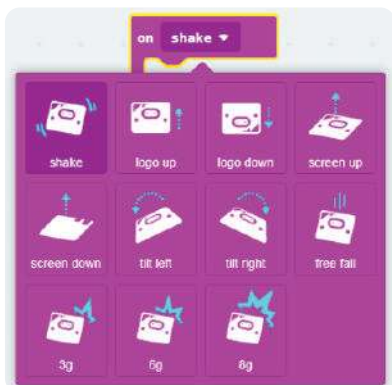 on shake
shake logo up logo down screen up
screen down tilt left tilt right free fall
3g 6g 8g